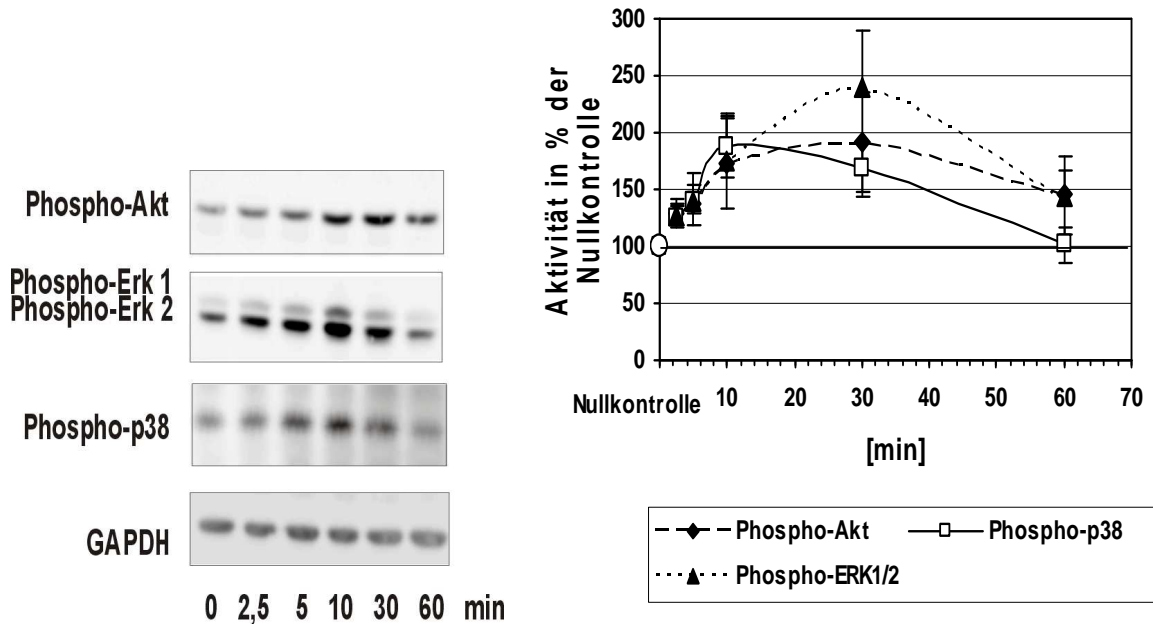 Phospho-Akt
Phospho-Erk 1
Phospho-Erk 2
Phospho-p38
GAPDH
0 2,5 5 10 30 60 min
Aktivität in % der
Nullkontrolle
300
250
200
150
100
50
0
Nullkontrolle 10 20 30 40 50 60 70
[min]
Phospho-Akt Phospho-p38
Phospho-ERK1/2